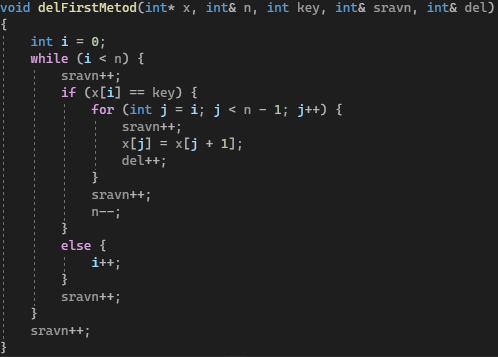 void delFirstMetod(int* x, int& n, int key, int& sravn, int& del)
{
    int i = 0;
    while (i < n) {
        sravn++;
        if (x[i] == key) {
            for (int j = i; j < n - 1; j++) {
                sravn++;
                x[j] = x[j + 1];
                del++;
            }
            sravn++;
            n--;
        }
        else {
            i++;
        }
        sravn++;
    }
    sravn++;
}